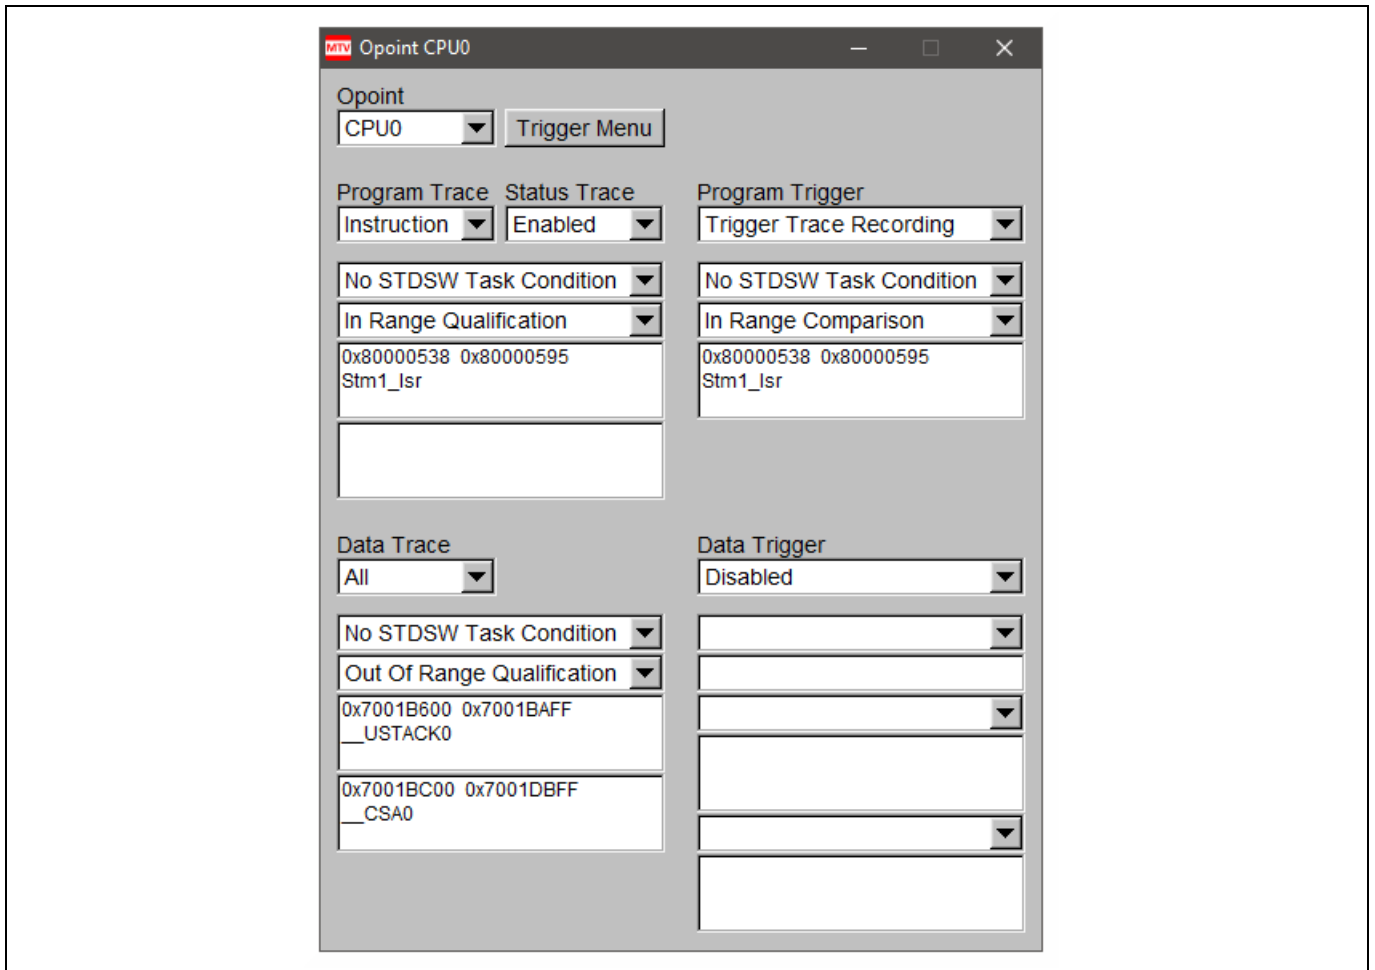 MTV Opoint CPU0
Opoint
CPU0 Trigger Menu
Program Trace Status Trace Program Trigger
Instruction Enabled Trigger Trace Recording
No STDSW Task Condition No STDSW Task Condition
In Range Qualification In Range Comparison
0x80000538 0x80000595 0x80000538 0x80000595
Stm1_Isr Stm1_Isr
Data Trace Data Trigger
All Disabled
No STDSW Task Condition
Out Of Range Qualification
0x7001B600 0x7001BAFF
__USTACK0
0x7001BC00 0x7001DBFF
__CSA0